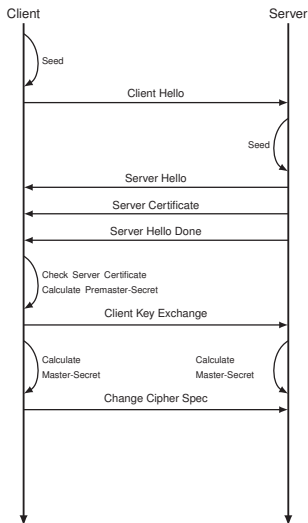 Client
Server
Seed
Client Hello
Seed
Server Hello
Server Certificate
Server Hello Done
Check Server Certificate
Calculate Premaster-Secret
Client Key Exchange
Calculate
Master-Secret
Calculate
Master-Secret
Change Cipher Spec